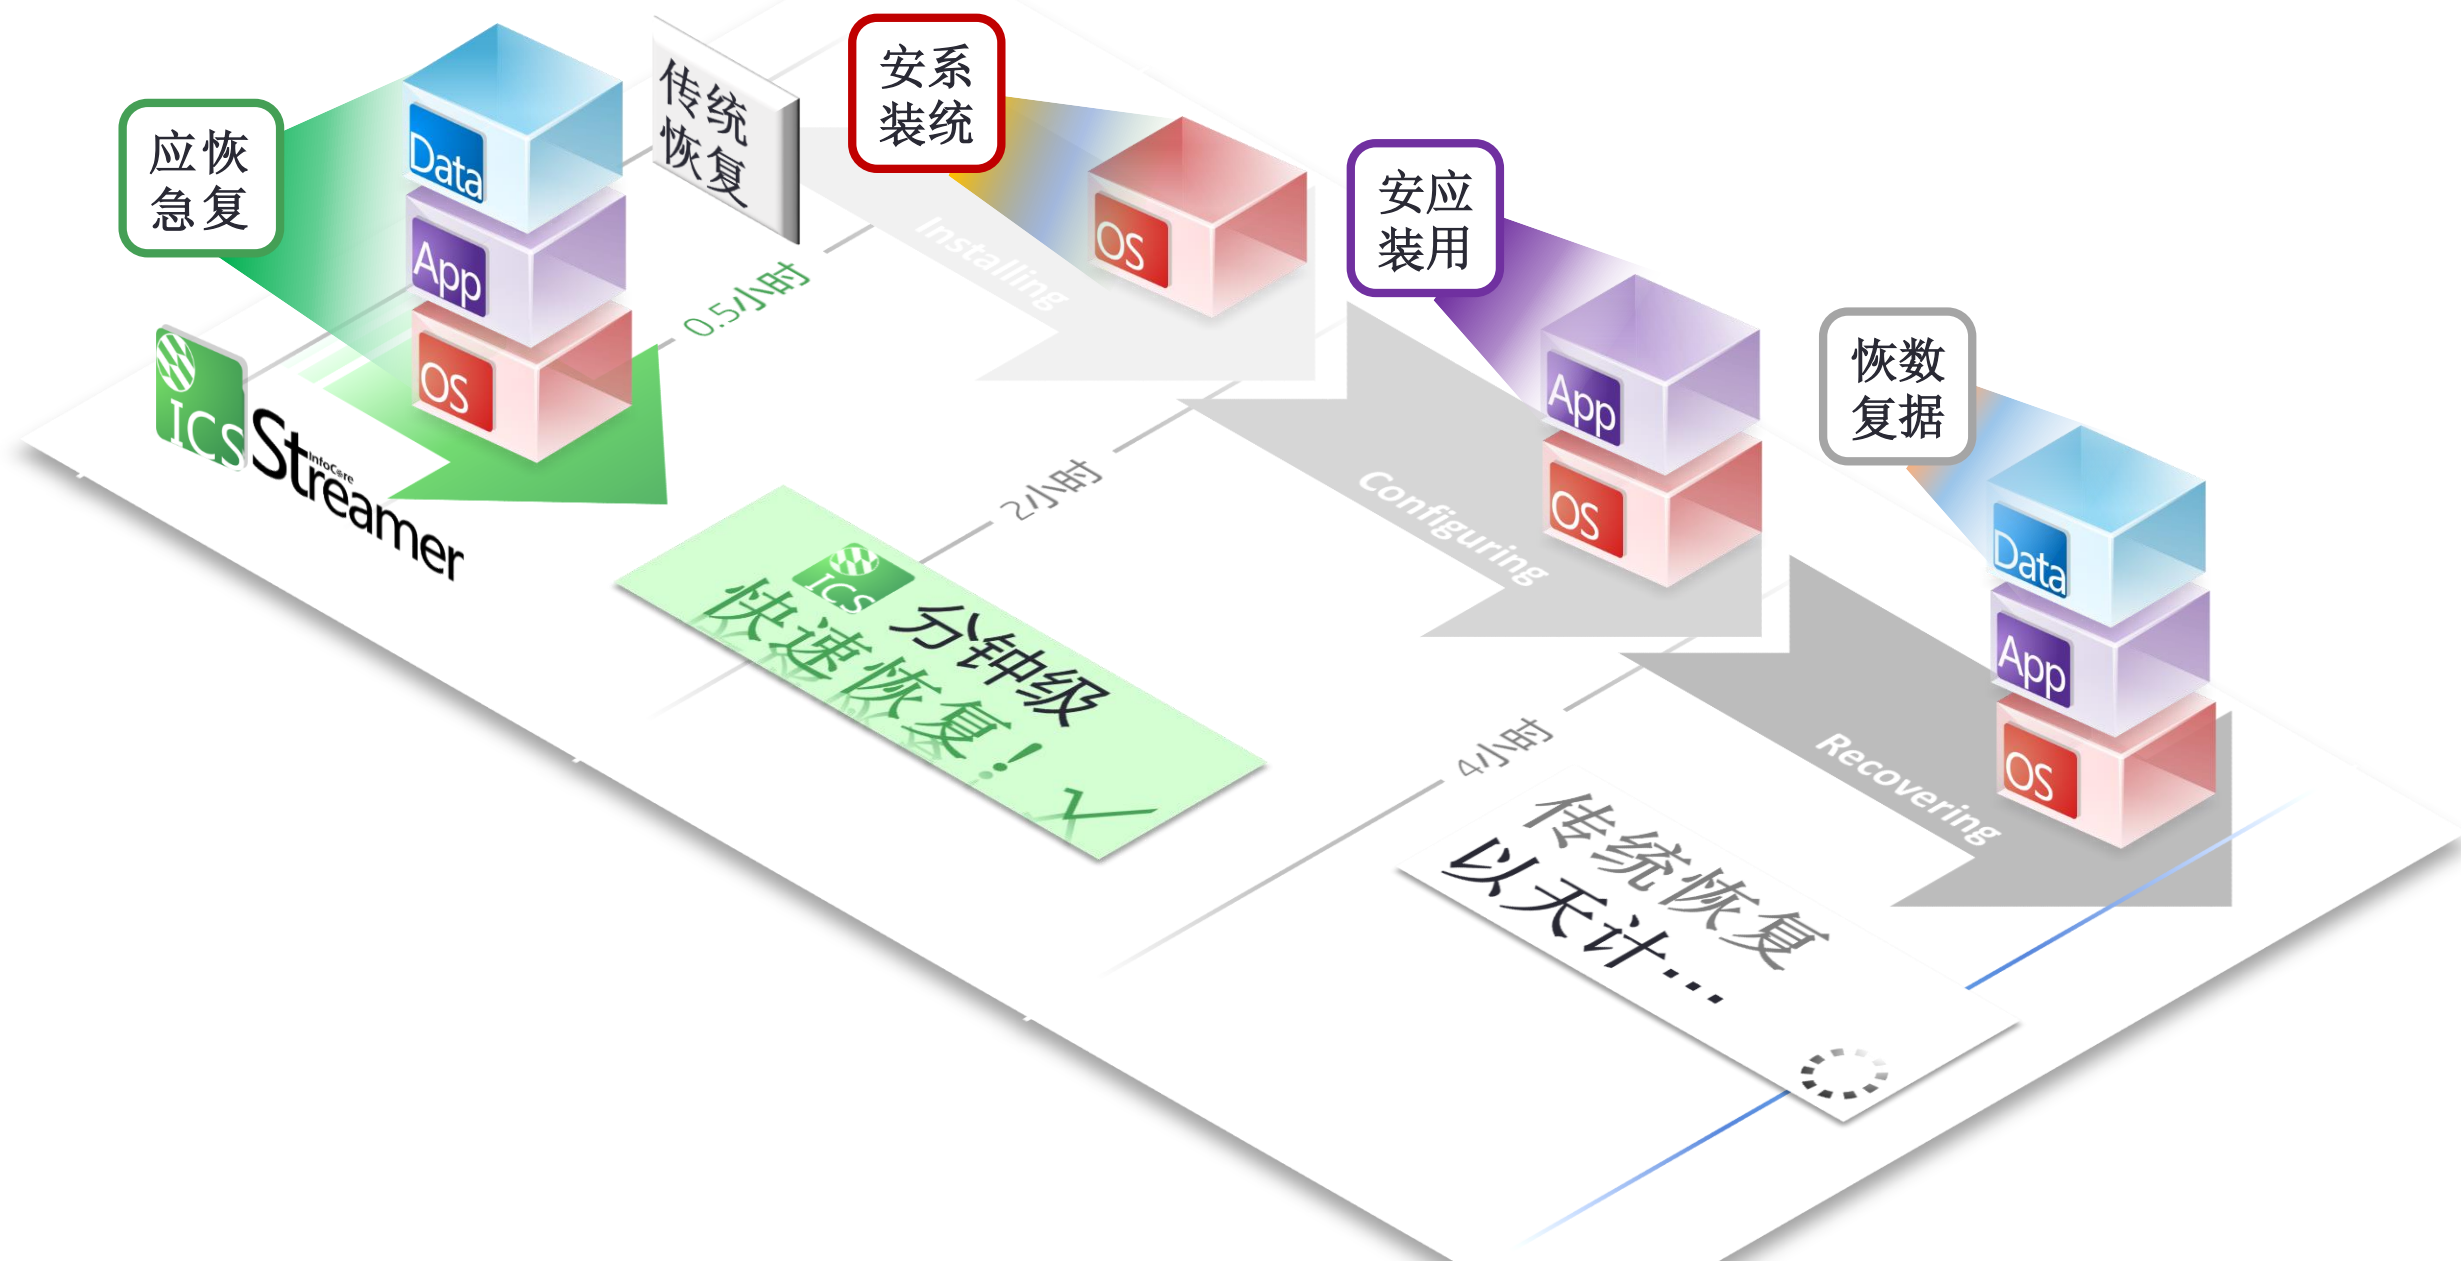 应恢
急复
Data
App
OS
ICS
InfoCore
Streamer
传统
恢复
0.5小时
安系
装统
OS
Installing
2小时
安应
装用
App
OS
Configuring
4小时
恢数
复据
Data
App
OS
Recovering
ICS
分钟级
快速恢复！
√
传统恢复
以天计…